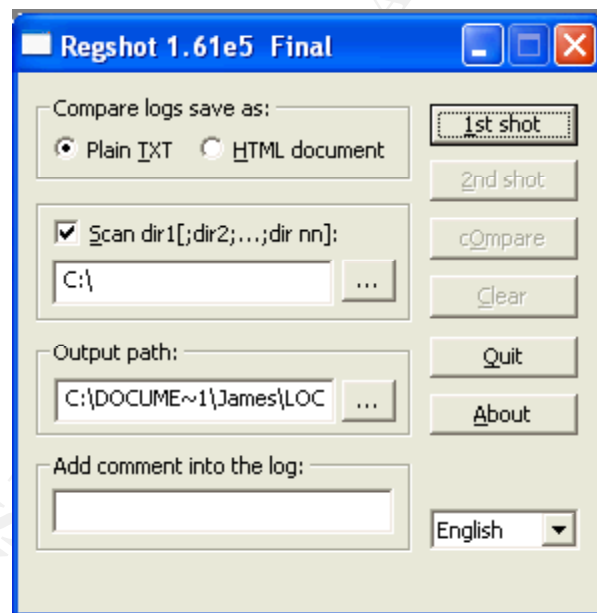 Regshot 1.61e5 Final
Compare logs save as:
Plain TXT
HTML document
1st shot
2nd shot
Scan dir1[;dir2;...;dir nn]:
cOmpare
C:\
...
Clear
Output path:
Quit
C:\DOCUME~1\James\LOC
...
About
Add comment into the log:
English